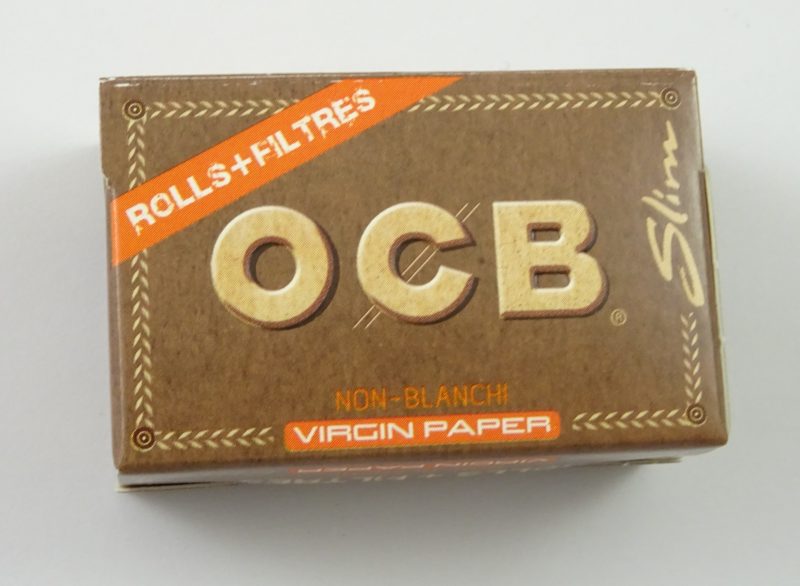 ROLLS+FILTRES
OCB®
Slim
NON-BLANCHI
VIRGIN PAPER